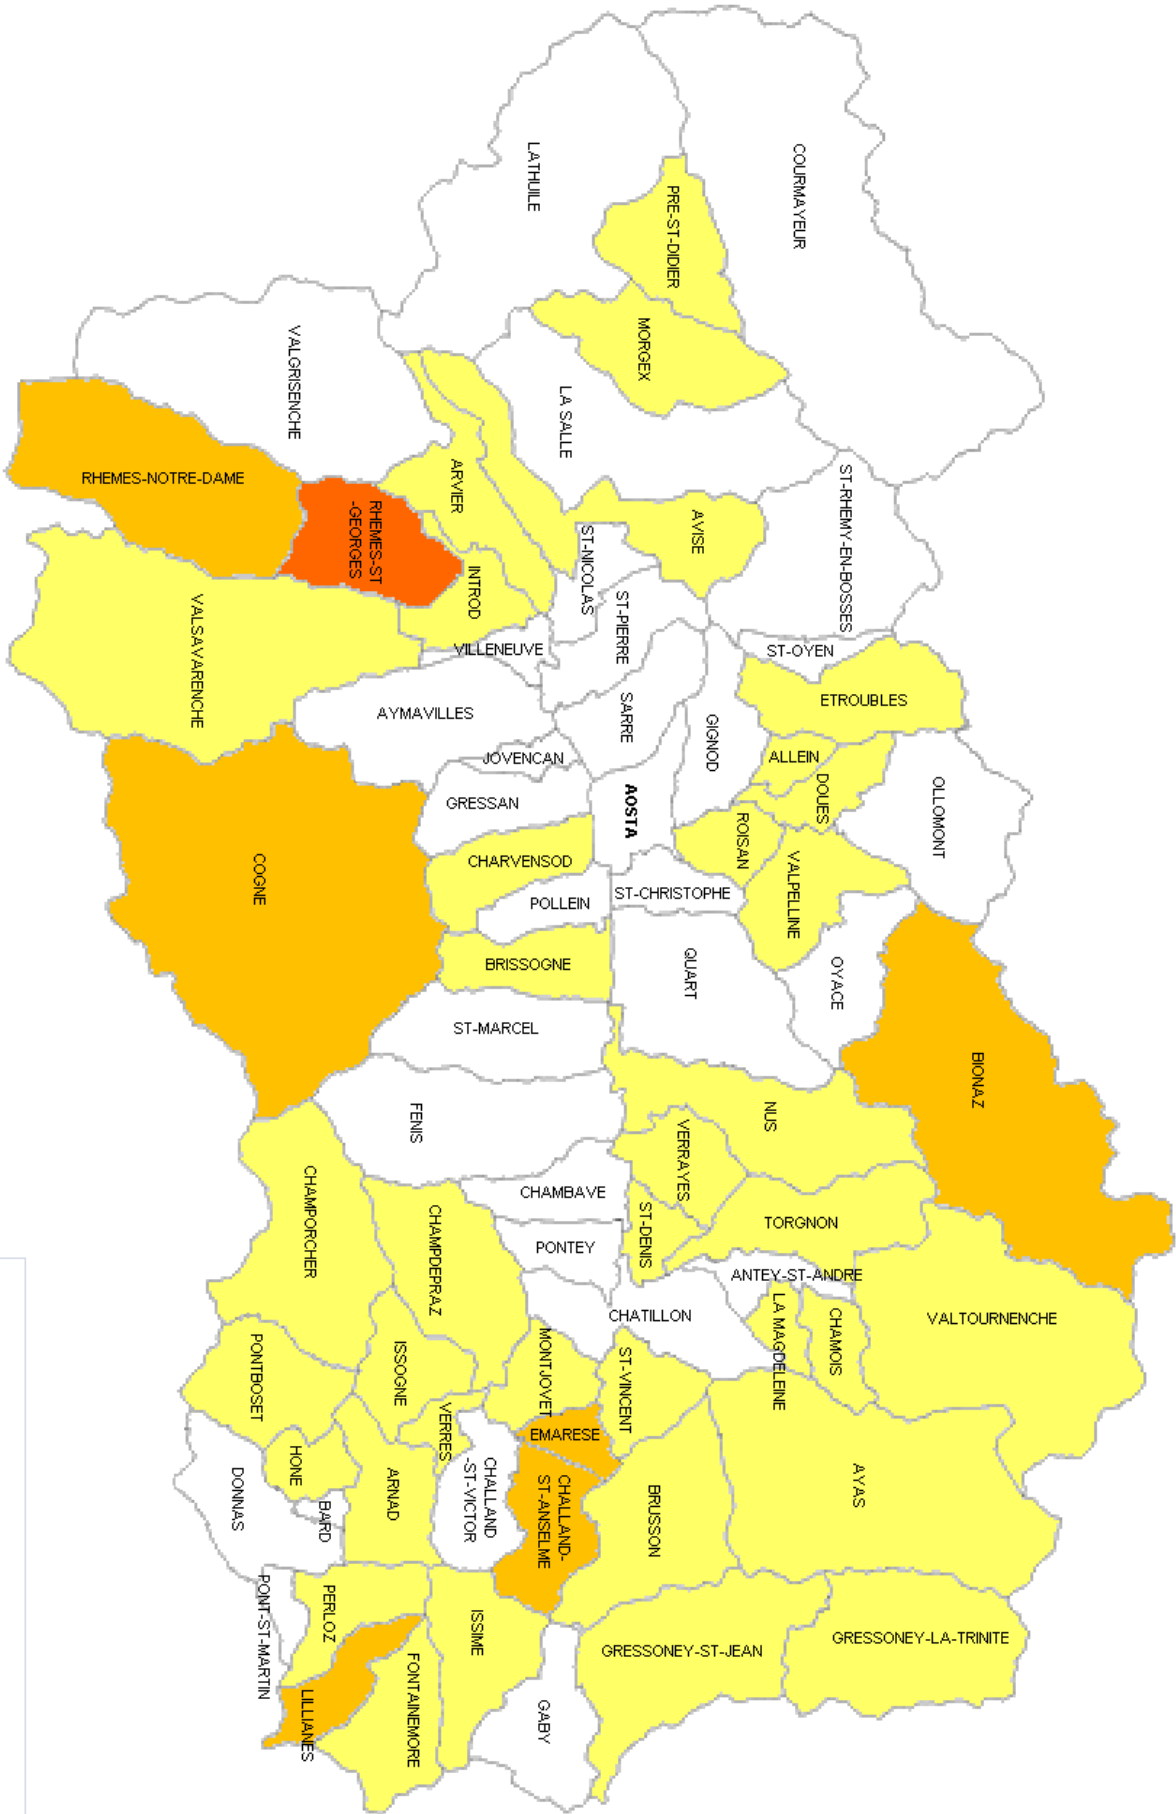 COURMAYEUR
LATHUILE
PRE-ST-DIDIER
MORGEX
VALGRISENCHE
LA SALLE
RHEMES-NOTRE-DAME
RHEMES-ST
-GEORGES
ARVIER
AVISE
ST-RHEMY-EN-BOSSES
ST-NICOLAS
INTROD
ST-PIERRE
VALSAVARENCHE
VILLENEUVE
ST-OYEN
ETROUBLES
AYMAVILLES
SARRE
GIGNOD
JOVENCAN
ALLEIN
DOUES
OLLOMONT
GRESSAN
AOSTA
ROISAN
COGNE
CHARVENSOD
VALPELLINE
POLLEIN
ST-CHRISTOPHE
BRISSOGNE
QUART
OYACE
ST-MARCEL
BIONAZ
FENIS
NUS
VERRAYES
CHAMBAVE
CHAMPORCHER
CHAMPDEPRAZ
ST-DENIS
TORGNON
PONTEY
ANTEY-ST-ANDRE
CHATILLON
LA MAGDELEINE
CHAMOIS
VALTOURNENCHE
PONTBOSET
ISSOGNE
MONTJOVET
ST-VINCENT
VERRES
EMARESE
HONE
ARNAD
CHALLAND
-ST-VICTOR
CHALLAND-
ST-ANSELME
BRUSSON
AYAS
DONNAS
BARD
PERLOZ
PONT-ST-MARTIN
ISSIME
GRESSONEY-ST-JEAN
GRESSONEY-LA-TRINITE
LILLIANES
FONTAINEMORE
GABY